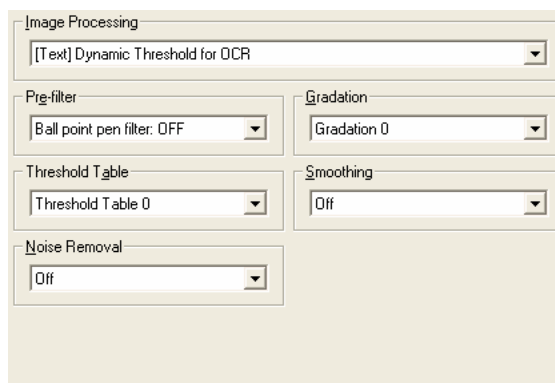 Image Processing
[Text] Dynamic Threshold for OCR
Pre-filter
Ball point pen filter: OFF
Gradation
Gradation 0
Threshold Table
Threshold Table 0
Smoothing
Off
Noise Removal
Off